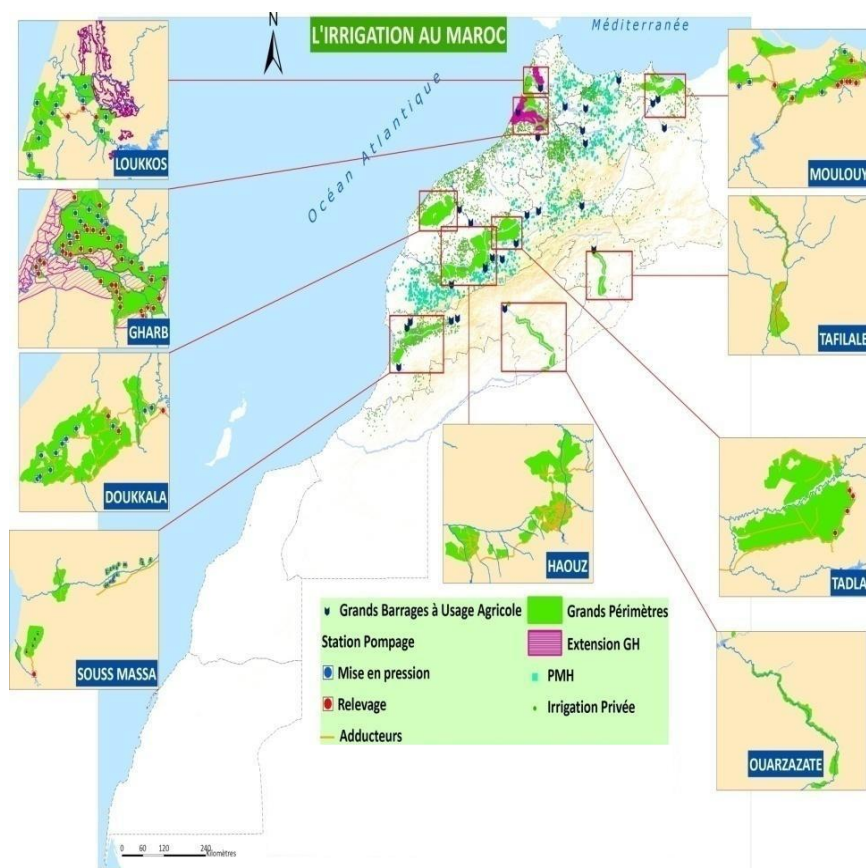 N
L'IRRIGATION AU MAROC
Méditerranée
Océan Atlantique
LOUKKOS
GHARB
DOUKKALA
SOUSS MASSA
MOULOUY
TAFILALE
TADLA
OUARZAZATE
HAOUZ
Grands Barrages à Usage Agricole
Station Pompage
Mise en pression
Relevage
Adducteurs
Grands Périmètres
Extension GH
PMH
Irrigation Privée
0 60 120 240
Kilomètres